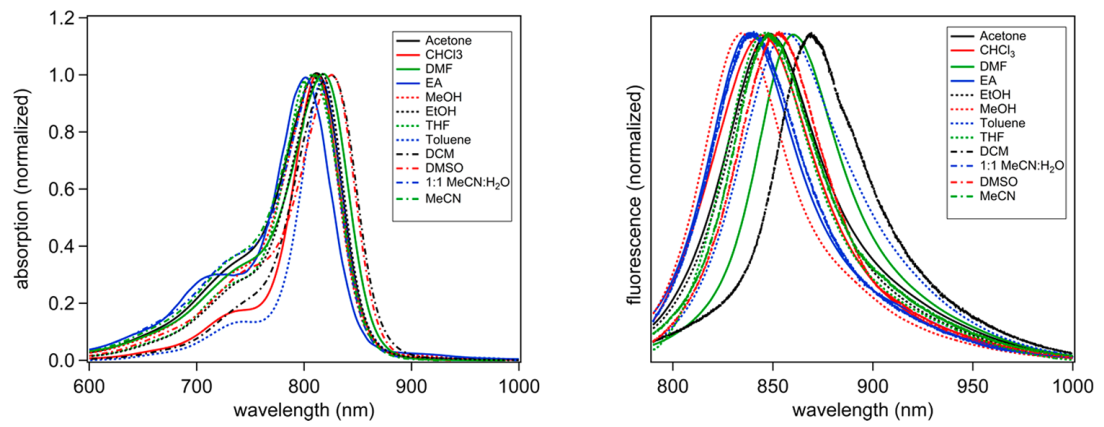 absorption (normalized)
1.2
1.0
0.8
0.6
0.4
0.2
0.0
600
700
800
900
1000
wavelength (nm)
Acetone
CHCl3
DMF
EA
MeOH
EtOH
THF
Toluene
DCM
DMSO
1:1 MeCN:H₂O
MeCN
fluorescence (normalized)
800
850
900
950
1000
wavelength (nm)
Acetone
CHCl₃
DMF
EA
EtOH
MeOH
Toluene
THF
DCM
1:1 MeCN:H₂O
DMSO
MeCN